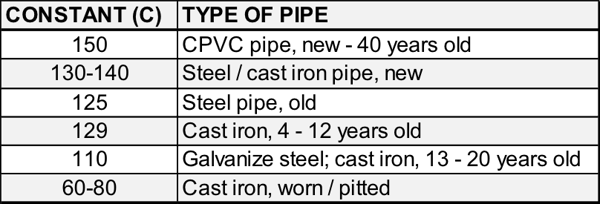 CONSTANT (C) TYPE OF PIPE
150 CPVC pipe, new - 40 years old
130-140 Steel / cast iron pipe, new
125 Steel pipe, old
129 Cast iron, 4 - 12 years old
110 Galvanize steel; cast iron, 13 - 20 years old
60-80 Cast iron, worn / pitted